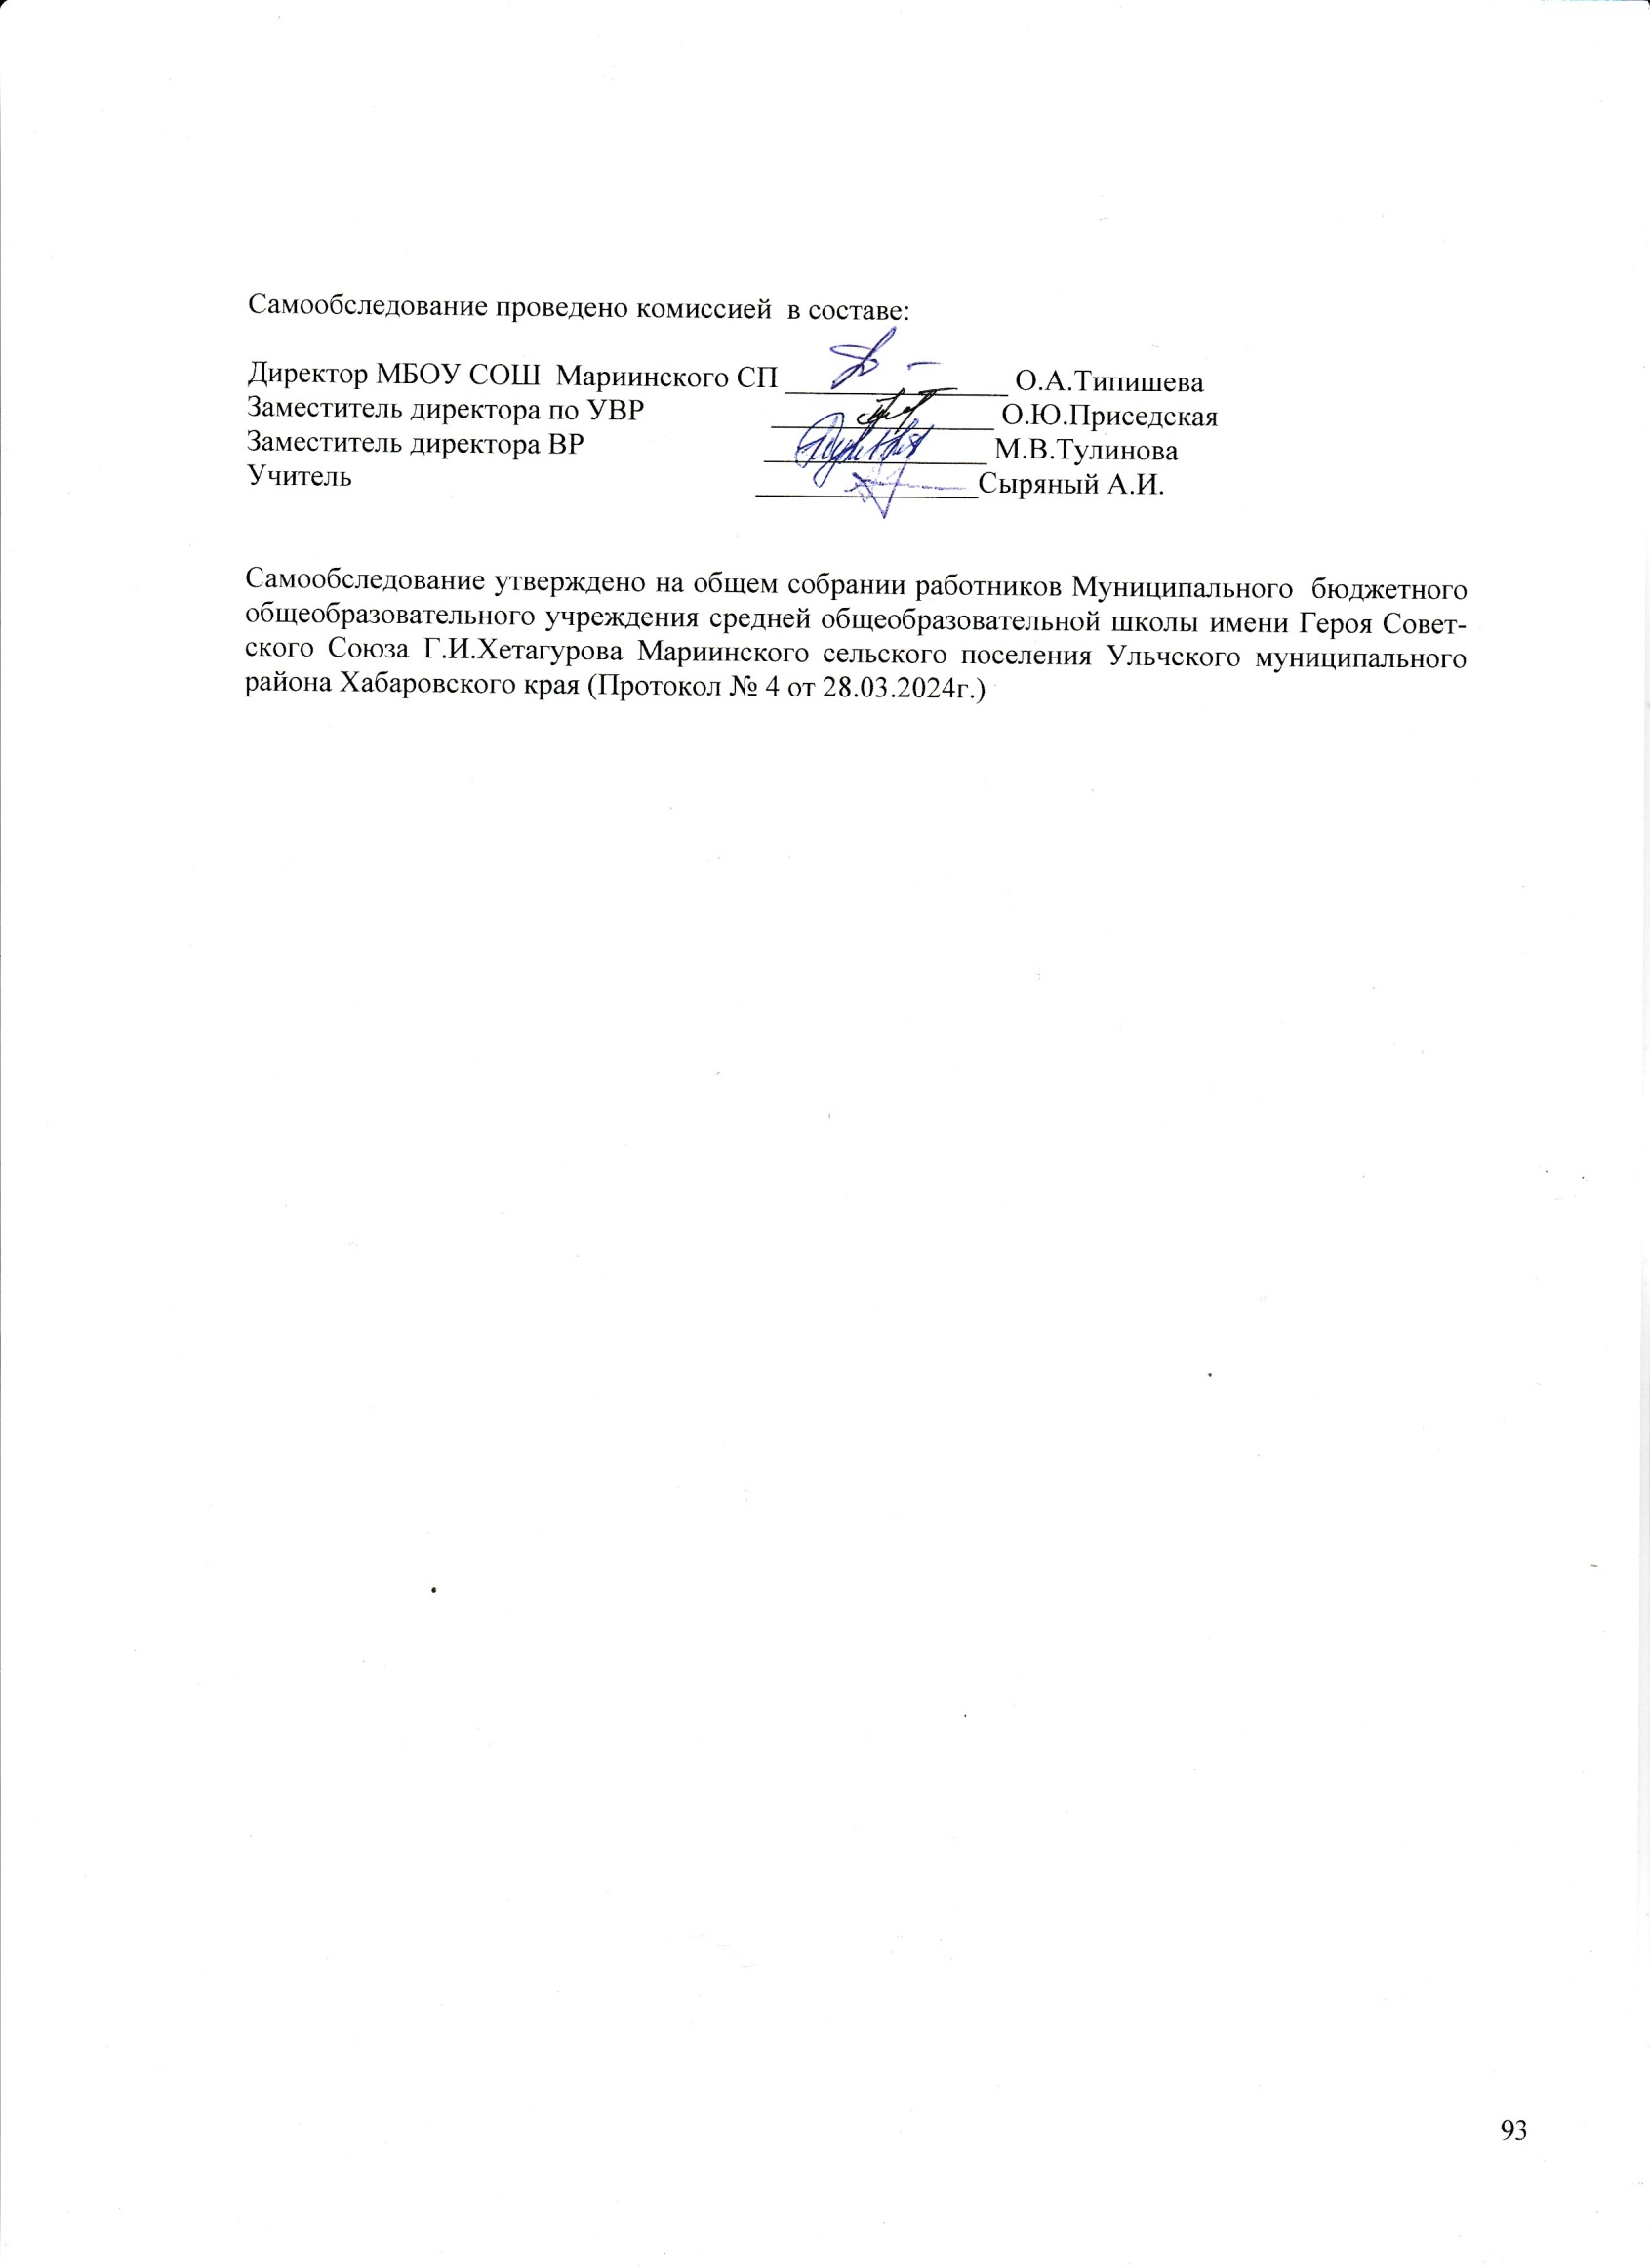 Самообследование проведено комиссией в составе:
Директор МБОУ СОШ Мариинского СП ________________ О.А.Типишева
Заместитель директора по УВР ________________ О.Ю.Приседская
Заместитель директора ВР ________________ М.В.Тулинова
Учитель ________________Сыряный А.И.
Самообследование утверждено на общем собрании работников Муниципального бюджетного
общеобразовательного учреждения средней общеобразовательной школы имени Героя Совет-
ского Союза Г.И.Хетагурова Мариинского сельского поселения Ульчского муниципального
района Хабаровского края (Протокол № 4 от 28.03.2024г.)
93